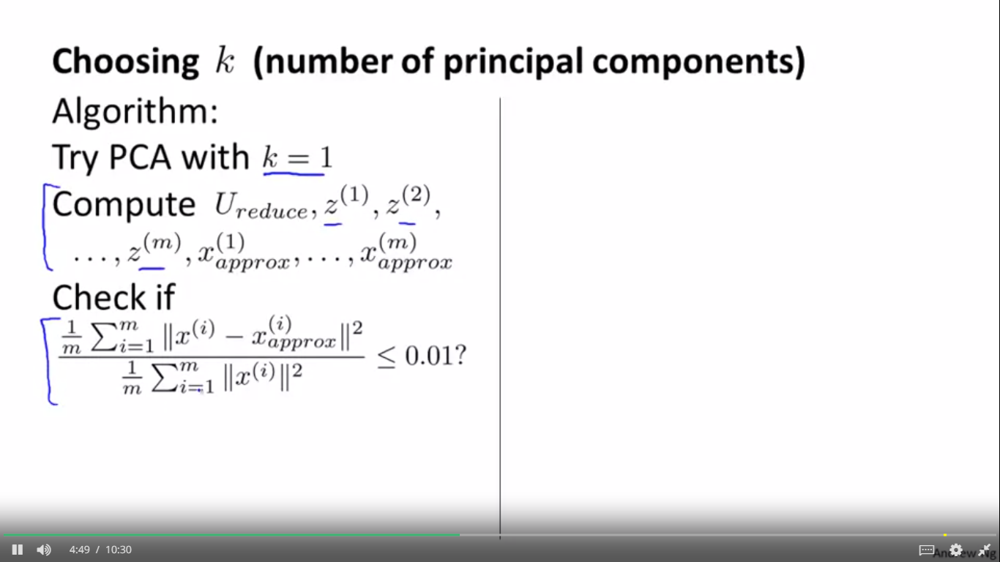 Choosing k (number of principal components)
Algorithm:
Try PCA with k = 1
Compute U_{reduce}, z^{(1)}, z^{(2)},
..., z^{(m)}, x_{approx}^{(1)}, ..., x_{approx}^{(m)}
Check if
\frac{\frac{1}{m} \sum_{i=1}^{m} \|x^{(i)} - x_{approx}^{(i)}\|^2}{\frac{1}{m} \sum_{i=1}^{m} \|x^{(i)}\|^2} \leq 0.01?
4:49 / 10:30
Andrew Ng